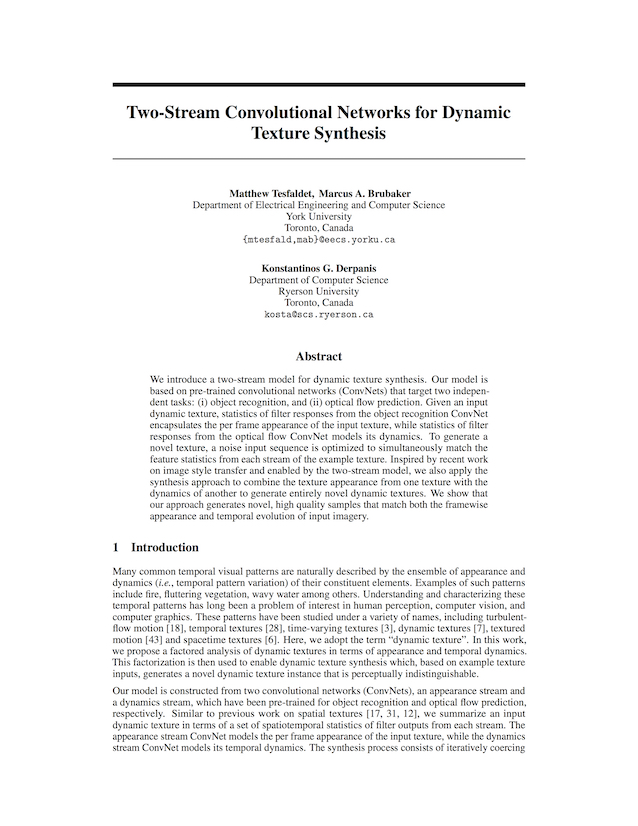 Two-Stream Convolutional Networks for Dynamic
Texture Synthesis
Matthew Tesfaldet, Marcus A. Brubaker
Department of Electrical Engineering and Computer Science
York University
Toronto, Canada
{mtesfald,mab}@eecs.yorku.ca
Konstantinos G. Derpanis
Department of Computer Science
Ryerson University
Toronto, Canada
kosta@scs.ryerson.ca
Abstract
We introduce a two-stream model for dynamic texture synthesis. Our model is
based on pre-trained convolutional networks (ConvNets) that target two indepen-
dent tasks: (i) object recognition, and (ii) optical flow prediction. Given an input
dynamic texture, statistics of filter responses from the object recognition ConvNet
encapsulates the per frame appearance of the input texture, while statistics of filter
responses from the optical flow ConvNet models its dynamics. To generate a
novel texture, a noise input sequence is optimized to simultaneously match the
feature statistics from each stream of the example texture. Inspired by recent work
on image style transfer and enabled by the two-stream model, we also apply the
synthesis approach to combine the texture appearance from one texture with the
dynamics of another to generate entirely novel dynamic textures. We show that
our approach generates novel, high quality samples that match both the framewise
appearance and temporal evolution of input imagery.
1 Introduction
Many common temporal visual patterns are naturally described by the ensemble of appearance and
dynamics (i.e., temporal pattern variation) of their constituent elements. Examples of such patterns
include fire, fluttering vegetation, wavy water among others. Understanding and characterizing these
temporal patterns has long been a problem of interest in human perception, computer vision, and
computer graphics. These patterns have been studied under a variety of names, including turbulent-
flow motion [18], temporal textures [28], time-varying textures [3], dynamic textures [7], textured
motion [43] and spacetime textures [6]. Here, we adopt the term “dynamic texture”. In this work,
we propose a factored analysis of dynamic textures in terms of appearance and temporal dynamics.
This factorization is then used to enable dynamic texture synthesis which, based on example texture
inputs, generates a novel dynamic texture instance that is perceptually indistinguishable.
Our model is constructed from two convolutional networks (ConvNets), an appearance stream and
a dynamics stream, which have been pre-trained for object recognition and optical flow prediction,
respectively. Similar to previous work on spatial textures [17, 31, 12], we summarize an input
dynamic texture in terms of a set of spatiotemporal statistics of filter outputs from each stream. The
appearance stream ConvNet models the per frame appearance of the input texture, while the dynamics
stream ConvNet models its temporal dynamics. The synthesis process consists of iteratively coercing